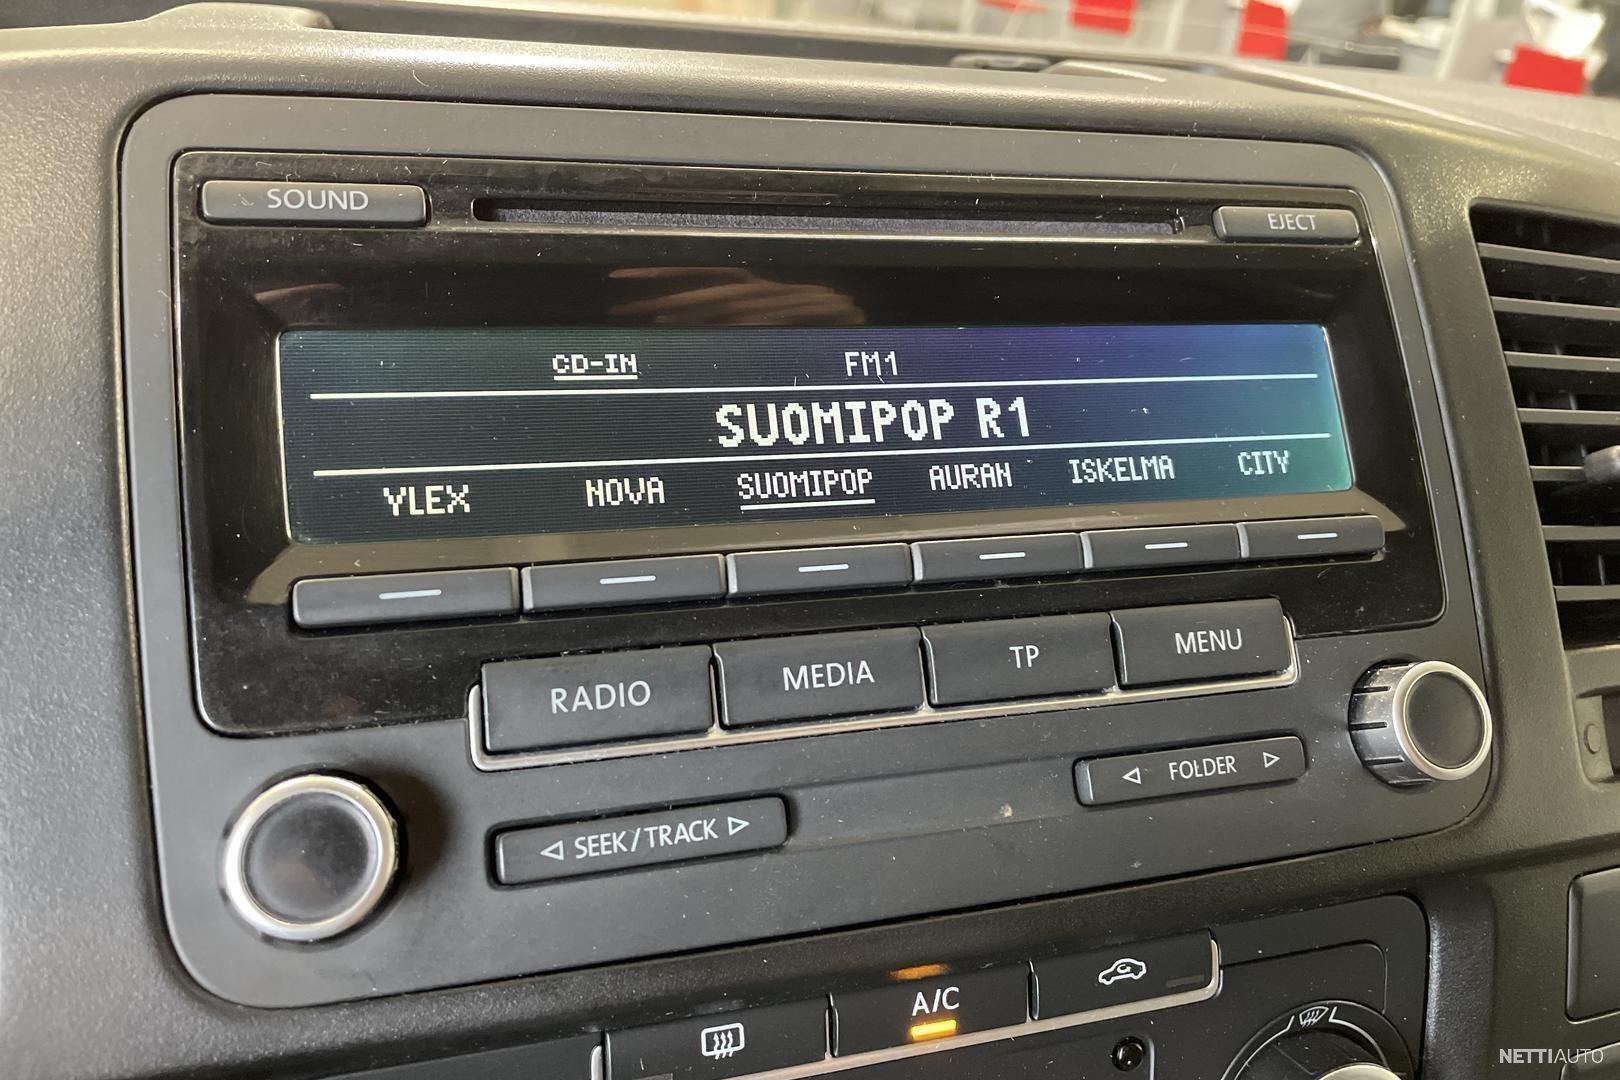 SOUND
EJECT
CD-IN FM1
SUOMIPOP R1
YLEX NOVA SUOMIPOP AURAN ISKELMA CITY
RADIO MEDIA TP MENU
FOLDER
SEEK/TRACK
A/C
NETTIAUTO